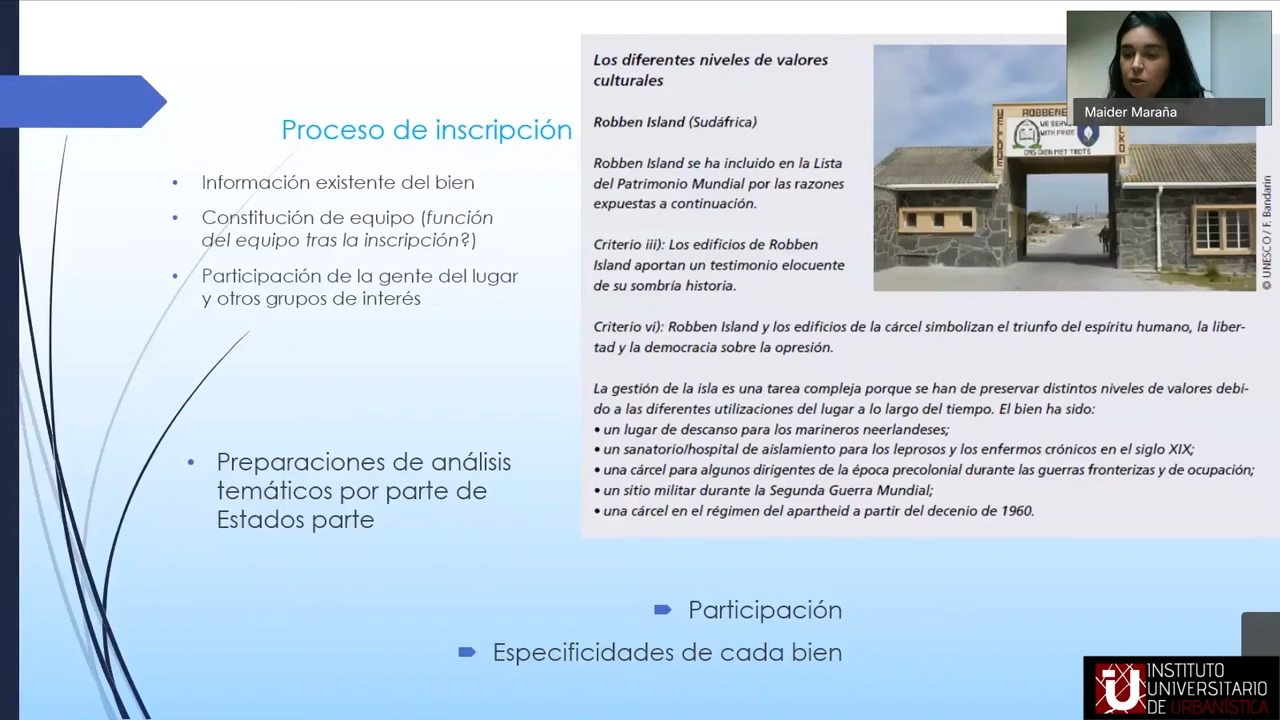 Proceso de inscripción
• Información existente del bien
• Constitución de equipo (función
del equipo tras la inscripción?)
• Participación de la gente del lugar
y otros grupos de interés
• Preparaciones de análisis
temáticos por parte de
Estados parte
Los diferentes niveles de valores
culturales
Robben Island (Sudáfrica)
Robben Island se ha incluido en la Lista
del Patrimonio Mundial por las razones
expuestas a continuación.
Criterio iii): Los edificios de Robben
Island aportan un testimonio elocuente
de su sombría historia.
Criterio vi): Robben Island y los edificios de la cárcel simbolizan el triunfo del espíritu humano, la liber-
tad y la democracia sobre la opresión.
La gestión de la isla es una tarea compleja porque se han de preservar distintos niveles de valores debi-
do a las diferentes utilizaciones del lugar a lo largo del tiempo. El bien ha sido:
• un lugar de descanso para los marineros neerlandeses;
• un sanatorio/hospital de aislamiento para los leprosos y los enfermos crónicos en el siglo XIX;
• una cárcel para algunos dirigentes de la época precolonial durante las guerras fronterizas y de ocupación;
• un sitio militar durante la Segunda Guerra Mundial;
• una cárcel en el régimen del apartheid a partir del decenio de 1960.
WE SERVE
WITH PRIDE
ONS DIEN MET TROTS
© UNESCO / F. Bandarin
Maider Maraña
Participación
Especificidades de cada bien
iU
INSTITUTO
UNIVERSITARIO
DE URBANÍSTICA